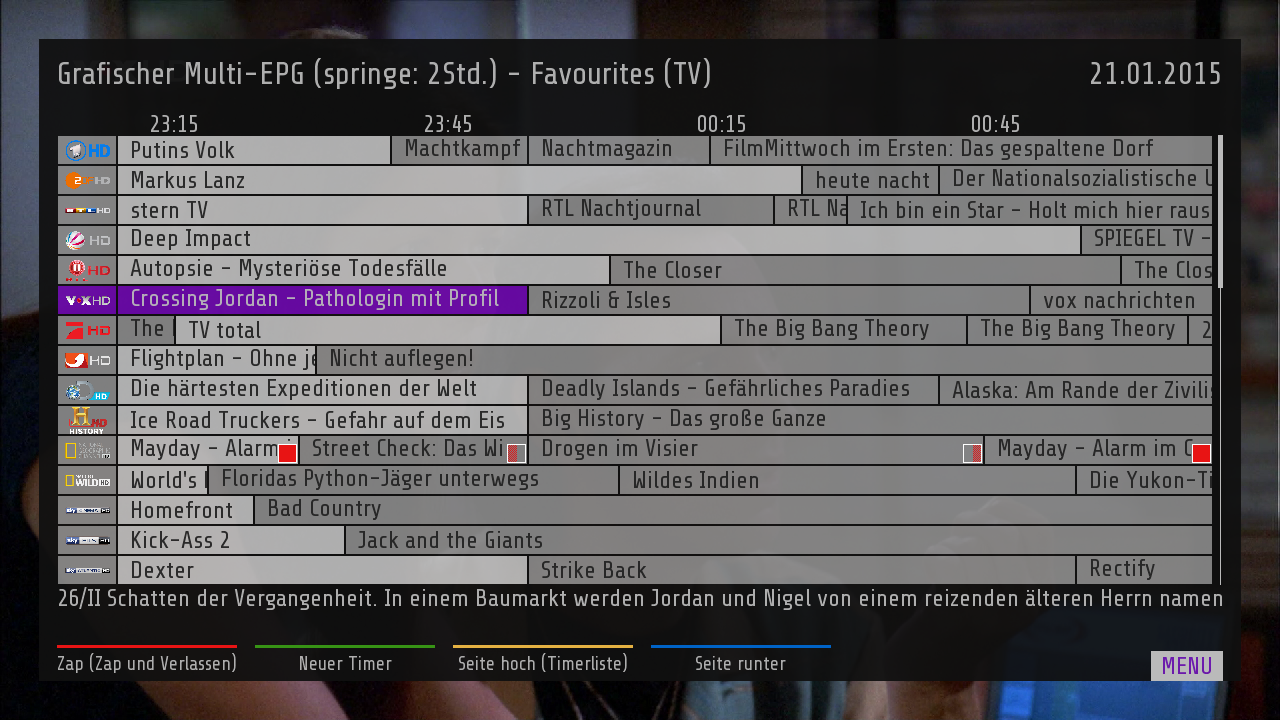 Grafischer Multi-EPG (springe: 2Std.) - Favourites (TV) 21.01.2015
23:15 23:45 00:15 00:45
HD Putins Volk Machtkampf Nachtmagazin FilmMittwoch im Ersten: Das gespaltene Dorf
2 HD Markus Lanz heute nacht Der Nationalsozialistische U
RTL HD stern TV RTL Nachtjournal RTL Na Ich bin ein Star - Holt mich hier raus
HD Deep Impact SPIEGEL TV -
HD Autopsie - Mysteriöse Todesfälle The Closer The Clos
VOX HD Crossing Jordan - Pathologin mit Profil Rizzoli & Isles vox nachrichten
HD The TV total The Big Bang Theory The Big Bang Theory 2
HD Flightplan - Ohne je Nicht auflegen!
HD Die härtesten Expeditionen der Welt Deadly Islands - Gefährliches Paradies Alaska: Am Rande der Zivilis
H HD HISTORY Ice Road Truckers - Gefahr auf dem Eis Big History - Das große Ganze
Mayday - Alarm Street Check: Das Wi Drogen im Visier Mayday - Alarm im
WILD HD World's Floridas Python-Jäger unterwegs Wildes Indien Die Yukon-Ti
sky HD Homefront Bad Country
sky Kick-Ass 2 Jack and the Giants
sky Dexter Strike Back Rectify
26/II Schatten der Vergangenheit. In einem Baumarkt werden Jordan und Nigel von einem reizenden älteren Herrn namen
Zap (Zap und Verlassen) Neuer Timer Seite hoch (Timerliste) Seite runter MENU